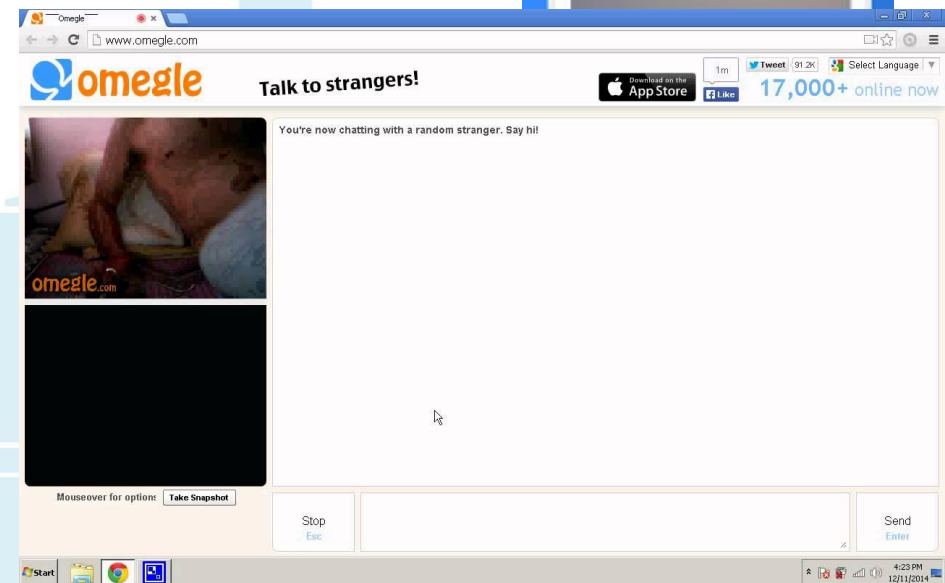 Omegle
www.omegle.com
omegle
Talk to strangers!
Download on the
App Store
1m
Like
Tweet 91.2K
Select Language
17,000+ online now
You're now chatting with a random stranger. Say hi!
omegle.com
Mouseover for options
Take Snapshot
Stop
Esc
Send
Enter
Start
4:23 PM
12/11/2014